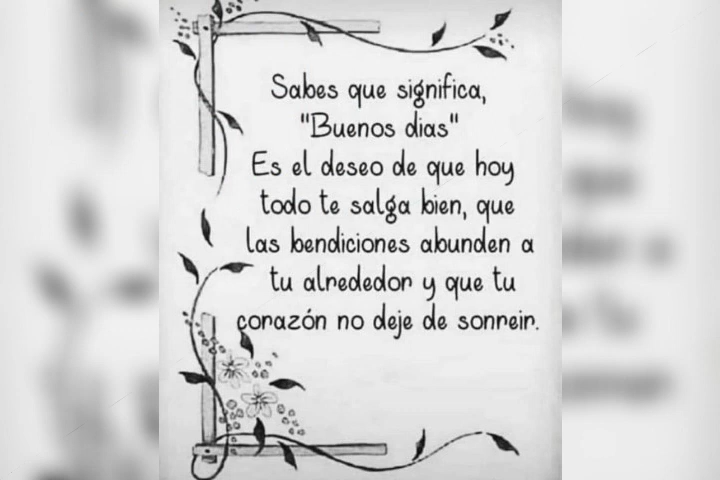 Sabes que significa,
"Buenos dias"
Es el deseo de que hoy
todo te salga bien, que
las bendiciones abunden a
tu alrededor y que tu
corazón no deje de sonreir.